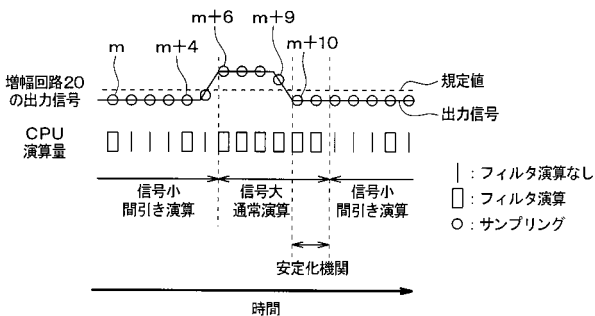 m
m+4
m+6
m+9
m+10
増幅回路20
の出力信号
規定値
出力信号
CPU
演算量
信号小
間引き演算
信号大
通常演算
信号小
間引き演算
安定化機関
時間
：フィルタ演算なし
：フィルタ演算
：サンプリング